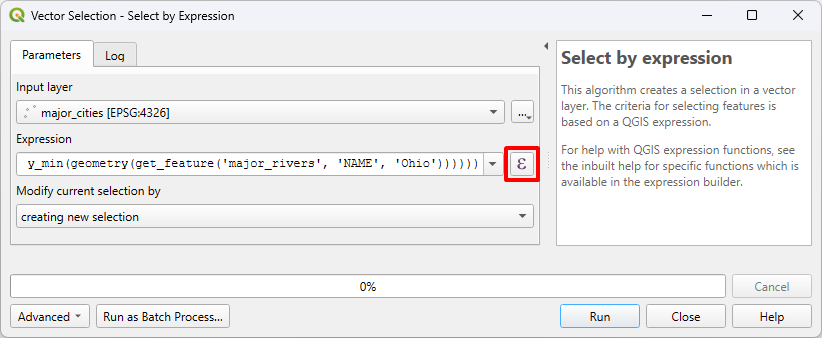 Vector Selection - Select by Expression
Parameters
Log
Input layer
major_cities [EPSG:4326]
...
Expression
y_min(geometry(get_feature('major_rivers', 'NAME', 'Ohio'))))))
ε
Modify current selection by
creating new selection
Select by expression
This algorithm creates a selection in a vector
layer. The criteria for selecting features is
based on a QGIS expression.
For help with QGIS expression functions, see
the inbuilt help for specific functions which is
available in the expression builder.
0%
Cancel
Advanced
Run as Batch Process...
Run
Close
Help